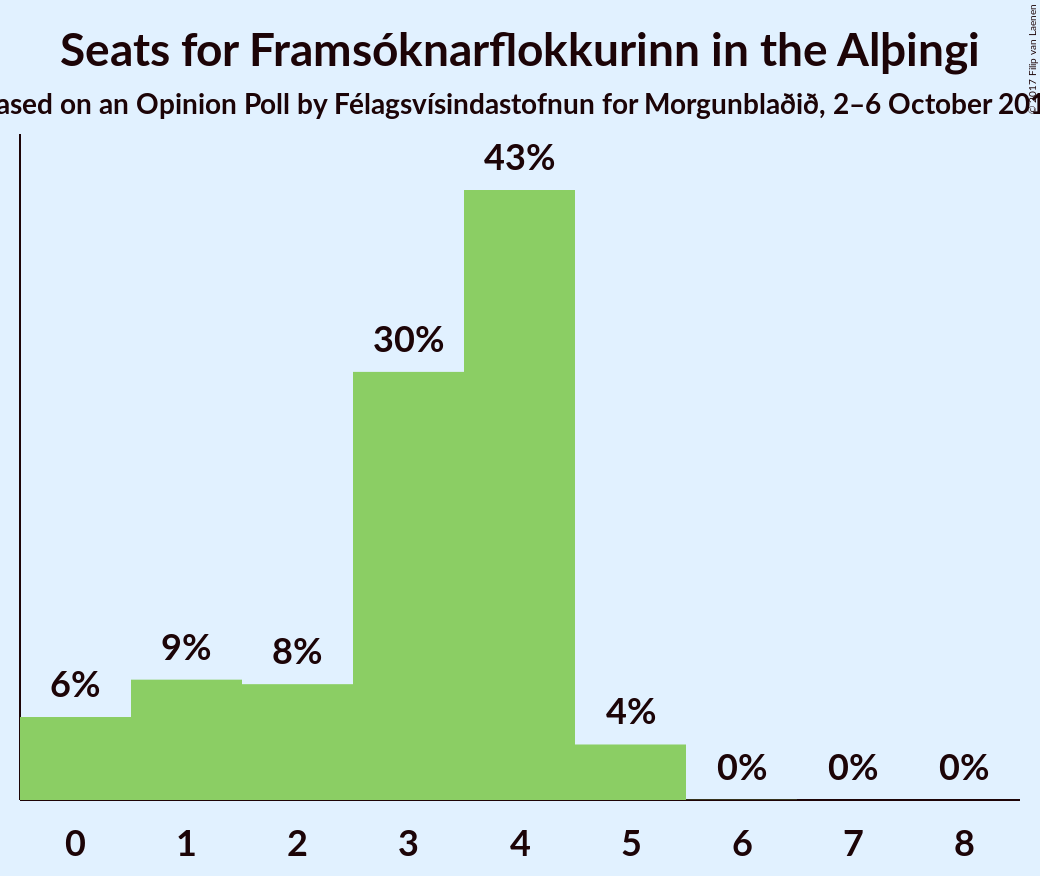 Seats for Framsóknarflokkurinn in the Alþingi
ased on an Opinion Poll by Félagsvísindastofnun for Morgunblaðið, 2–6 October 201
© 2017 Filip van Laenen
43%
30%
9%
8%
6%
4%
0% 0% 0%
0 1 2 3 4 5 6 7 8